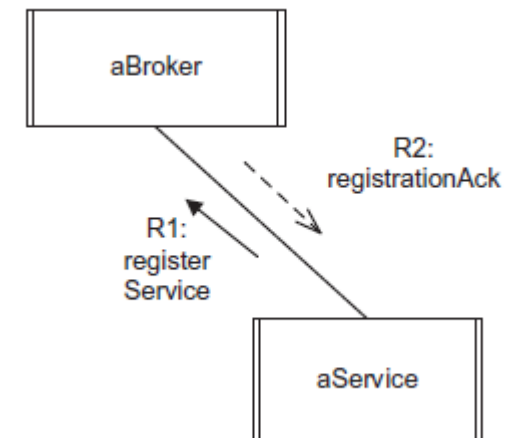 aBroker
R2:
registrationAck
R1:
register
Service
aService